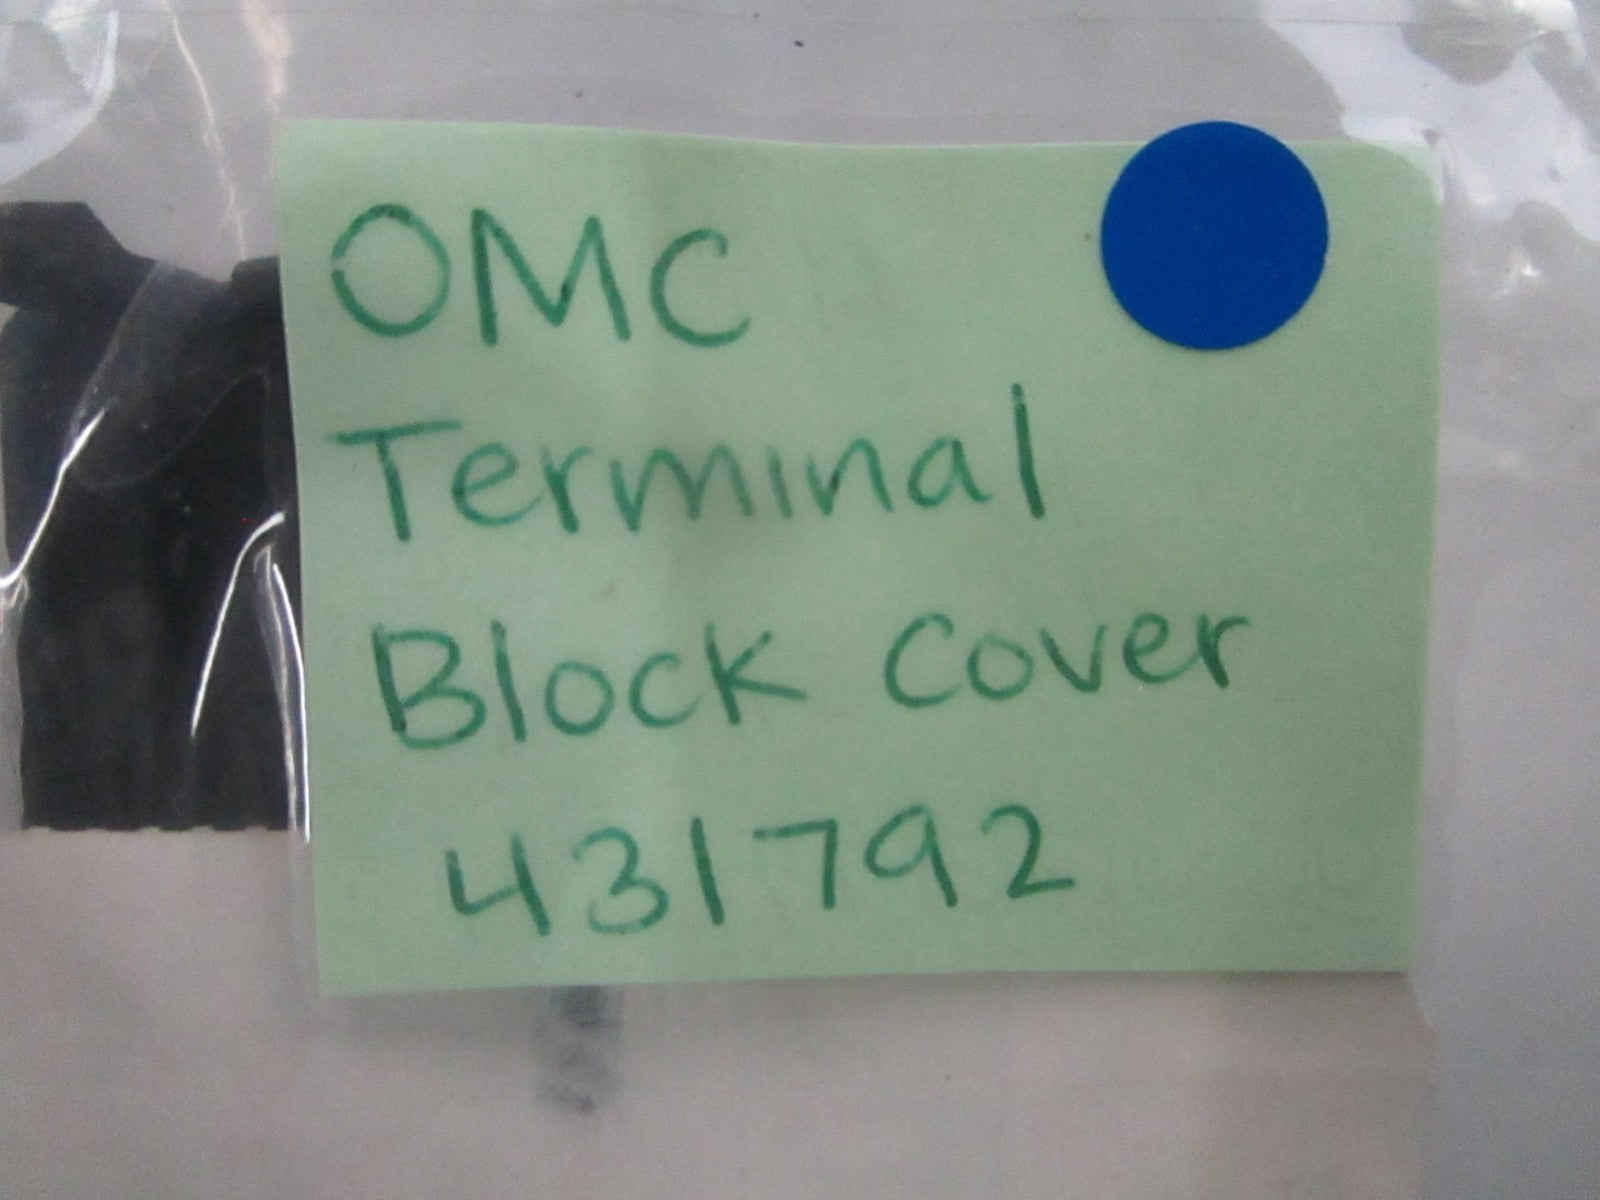 OMC
Terminal
Block Cover
431792